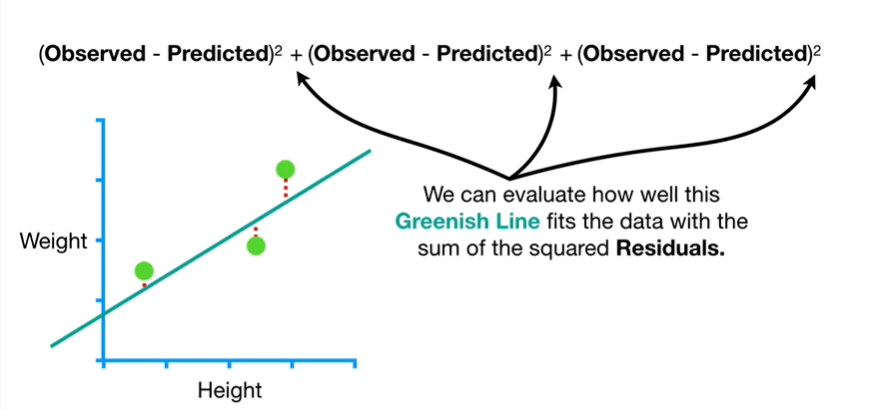 (Observed - Predicted)² + (Observed - Predicted)² + (Observed - Predicted)²
We can evaluate how well this
Greenish Line fits the data with the
sum of the squared Residuals.
Weight
Height